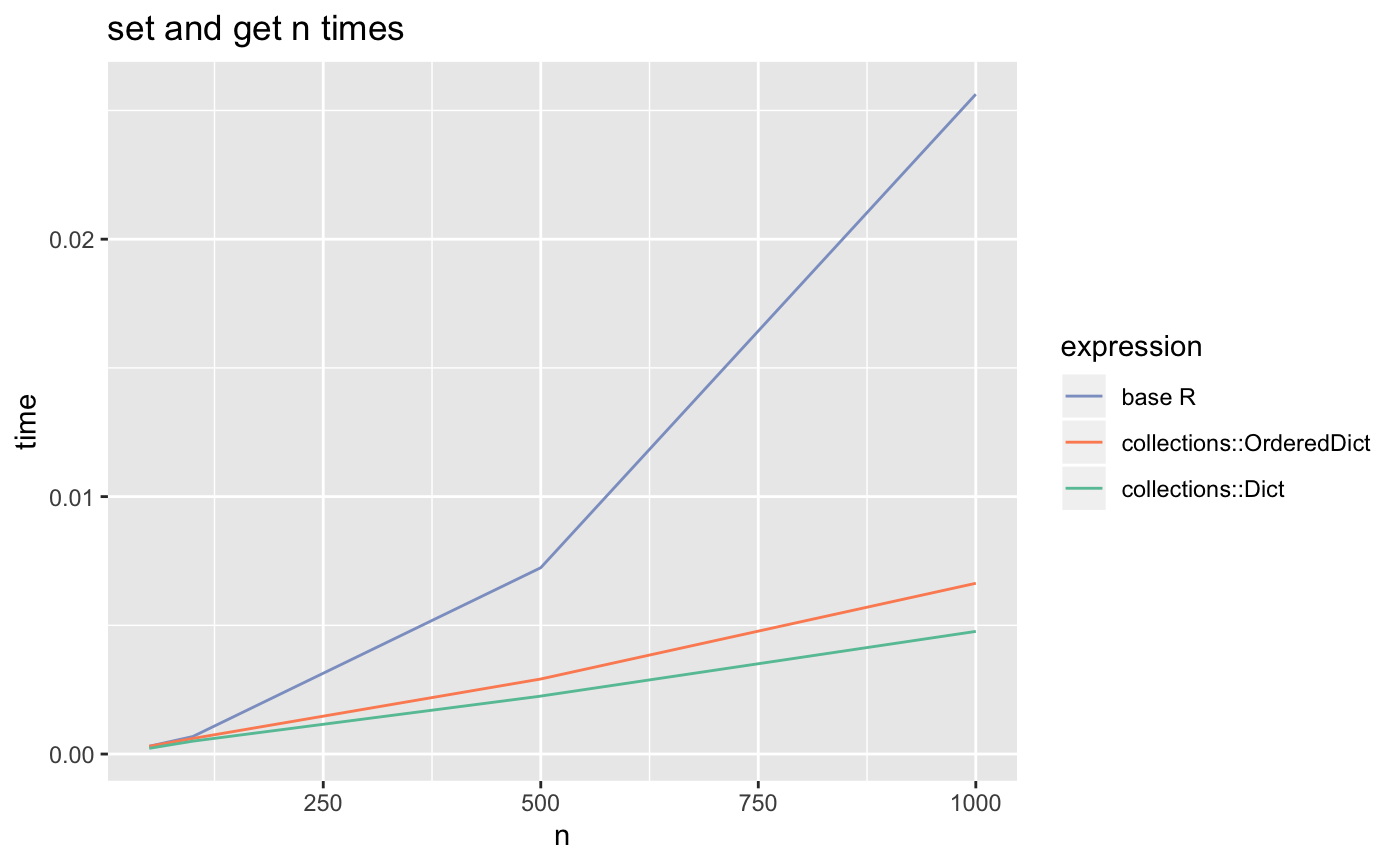 set and get n times
0.02
0.01
0.00
time
250 500 750 1000
n
expression
base R
collections::OrderedDict
collections::Dict